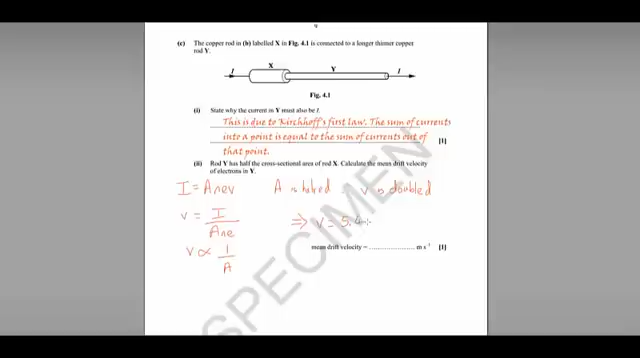 9
(c) The copper rod in (b) labelled X in Fig. 4.1 is connected to a longer thinner copper
rod Y.
I X Y I
Fig. 4.1
(i) State why the current in Y must also be I.
This is due to Kirchhoff's first law. The sum of currents
into a point is equal to the sum of currents out of
that point. [1]
(ii) Rod Y has half the cross-sectional area of rod X. Calculate the mean drift velocity
of electrons in Y.
I = Anev A is halved v is doubled
v = I / Ane ⇒ v = 5.4
v ∝ 1 / A
mean drift velocity = ........................ m s⁻¹ [1]
SPECIMEN